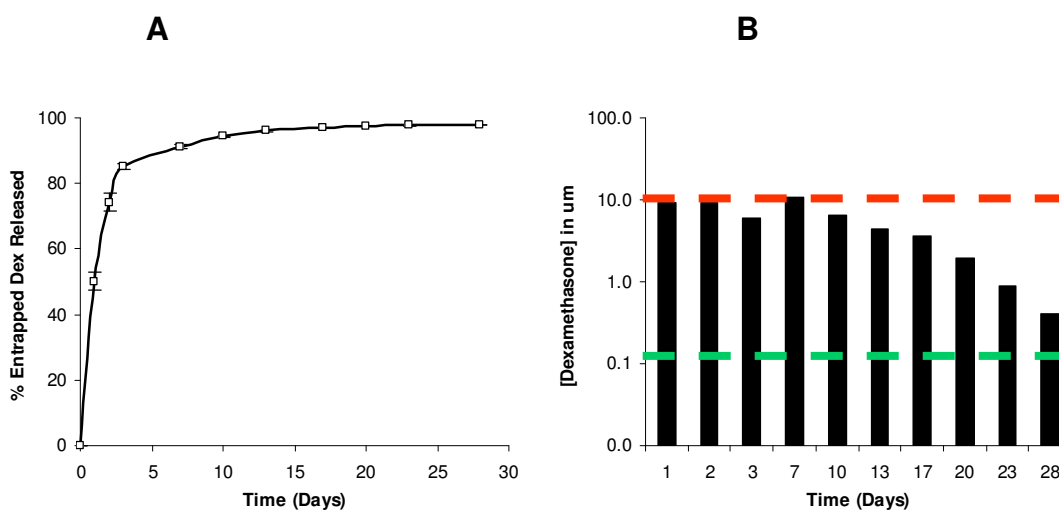 A
% Entrapped Dex Released
100
80
60
40
20
0
0 5 10 15 20 25 30
Time (Days)
B
[Dexamethasone] in um
100.0
10.0
1.0
0.1
0.0
1 2 3 7 10 13 17 20 23 28
Time (Days)